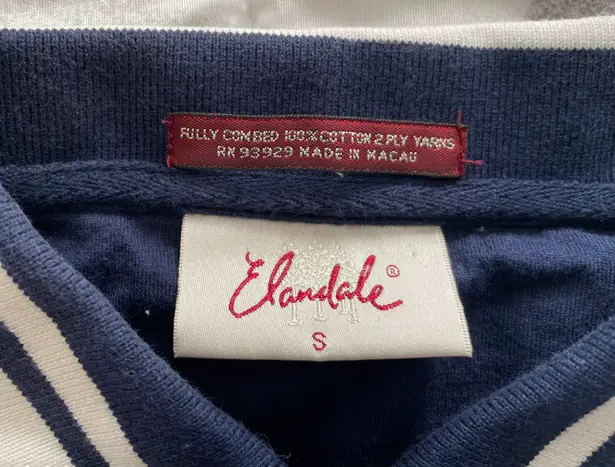 FULLY COMBED 100% COTTON 2 PLY YARNS
RN 93929 MADE IN MACAU
Elandale®
S